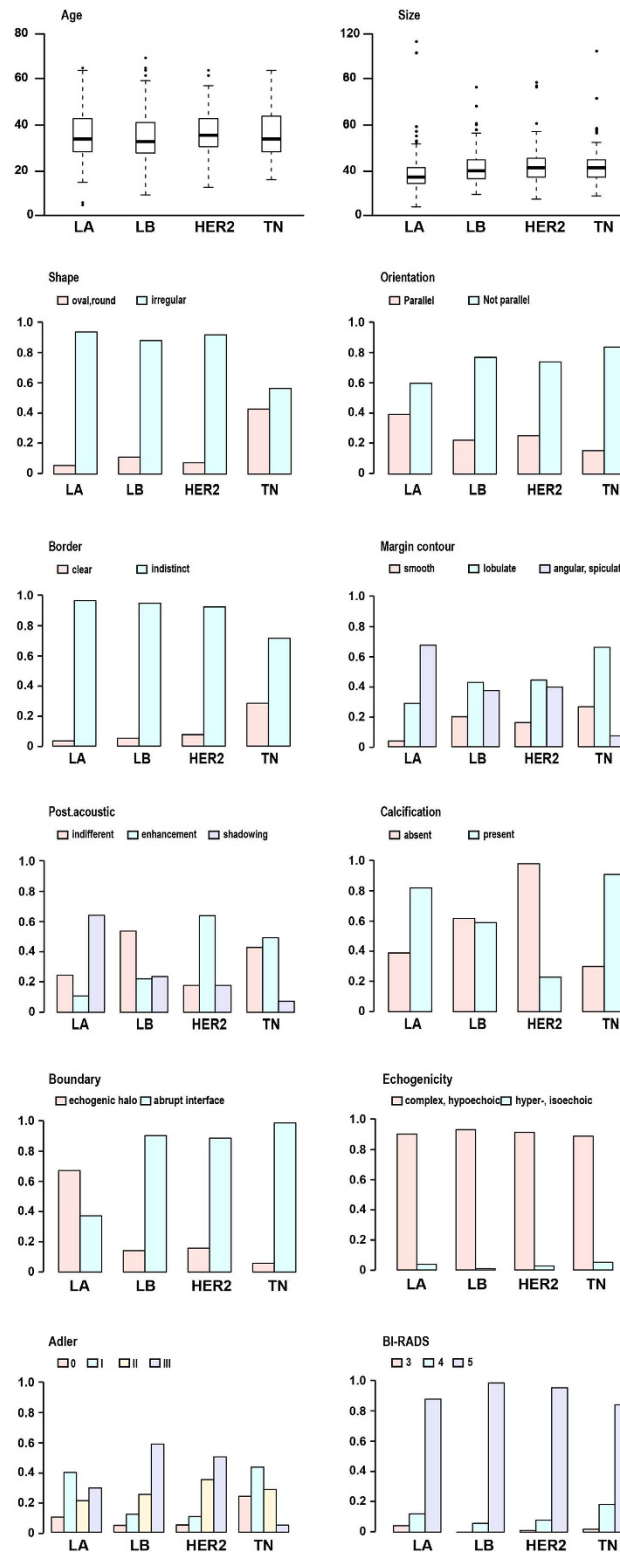 Age
80
60
40
20
0
LA LB HER2 TN
Size
120
60
40
20
0
LA LB HER2 TN
Shape
oval,round irregular
1.0
0.8
0.6
0.4
0.2
0
LA LB HER2 TN
Orientation
Parallel Not parallel
1.0
0.8
0.6
0.4
0.2
0
LA LB HER2 TN
Border
clear indistinct
1.0
0.8
0.6
0.4
0.2
0
LA LB HER2 TN
Margin contour
smooth lobulate angular, spiculat
1.0
0.8
0.6
0.4
0.2
0
LA LB HER2 TN
Post.acoustic
indifferent enhancement shadowing
1.0
0.8
0.6
0.4
0.2
0
LA LB HER2 TN
Calcification
absent present
1.0
0.8
0.6
0.4
0.2
0
LA LB HER2 TN
Boundary
echogenic halo abrupt interface
1.0
0.8
0.6
0.4
0.2
0
LA LB HER2 TN
Echogenicity
complex, hypoechoic hyper-, isoechoic
1.0
0.8
0.6
0.4
0.2
0
LA LB HER2 TN
Adler
0 I II III
1.0
0.8
0.6
0.4
0.2
0
LA LB HER2 TN
BI-RADS
3 4 5
1.0
0.8
0.6
0.4
0.2
0
LA LB HER2 TN